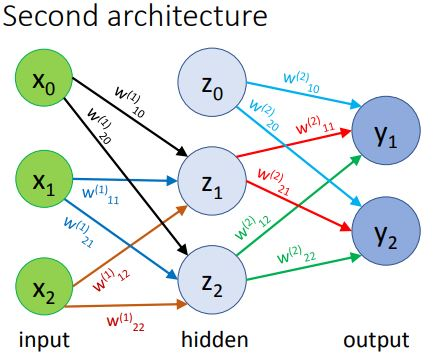 Second architecture
x₀
z₀
w⁽¹⁾₁₀
w⁽²⁾₁₀
w⁽¹⁾₂₀
w⁽²⁾₂₀
y₁
w⁽²⁾₁₁
x₁
z₁
w⁽¹⁾₁₁
w⁽²⁾₂₁
w⁽¹⁾₂₁
w⁽²⁾₁₂
y₂
w⁽¹⁾₁₂
w⁽²⁾₂₂
x₂
z₂
w⁽¹⁾₂₂
input
hidden
output